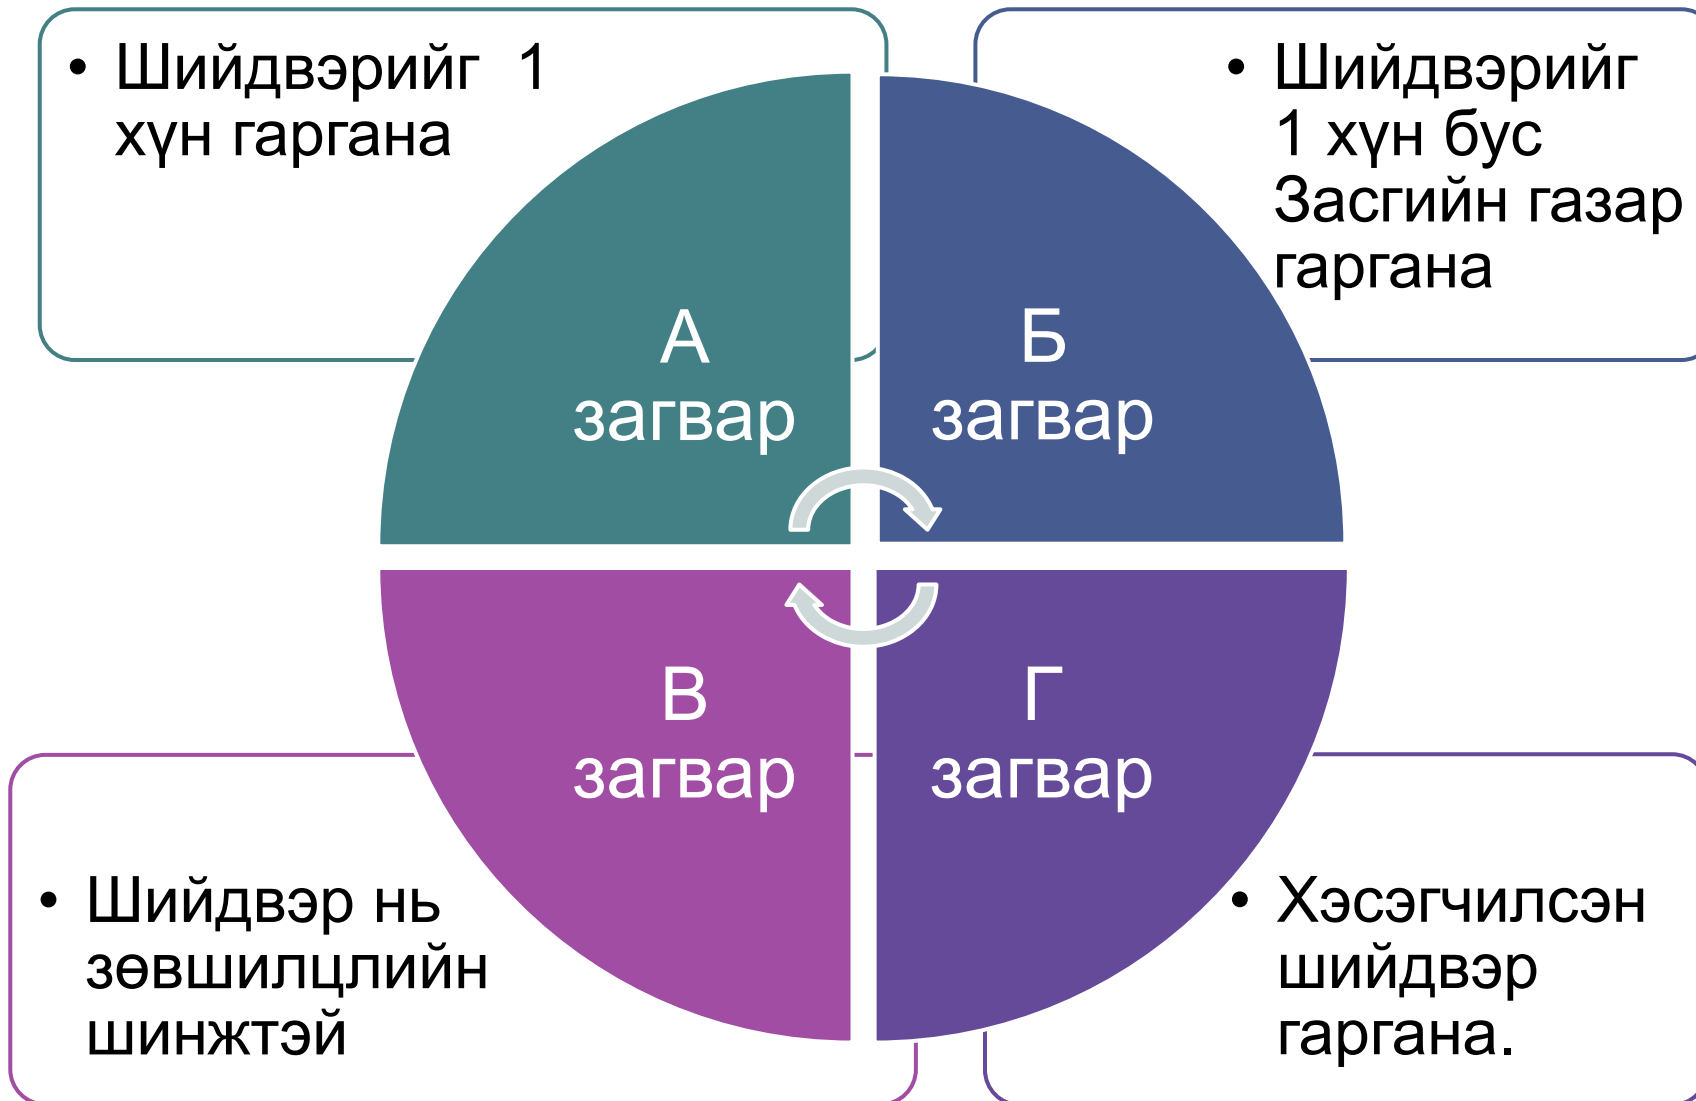 • Шийдвэрийг 1
хүн гаргана
• Шийдвэрийг
1 хүн бус
Засгийн газар
гаргана
А
загвар
Б
загвар
В
загвар
Г
загвар
• Шийдвэр нь
зөвшилцлийн
шинжтэй
• Хэсэгчилсэн
шийдвэр
гаргана.